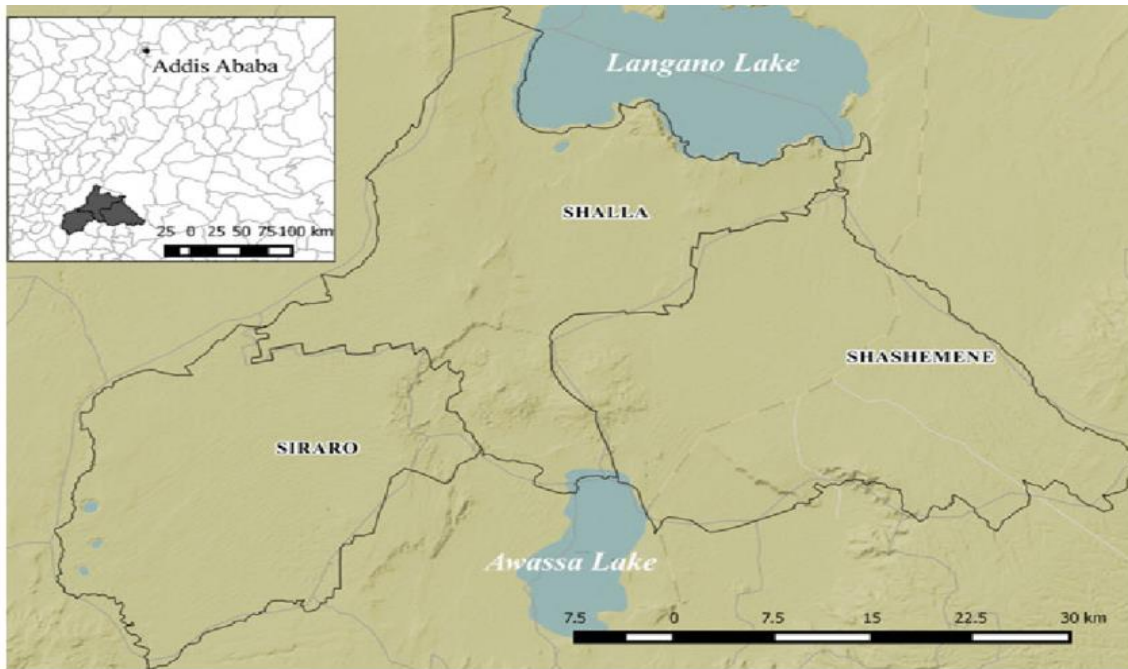 Addis Ababa
25 0 25 50 75 100 km
Langano Lake
SHALLA
SHASHEMENE
SIRARO
Awassa Lake
7.5 0 7.5 15 22.5 30 km